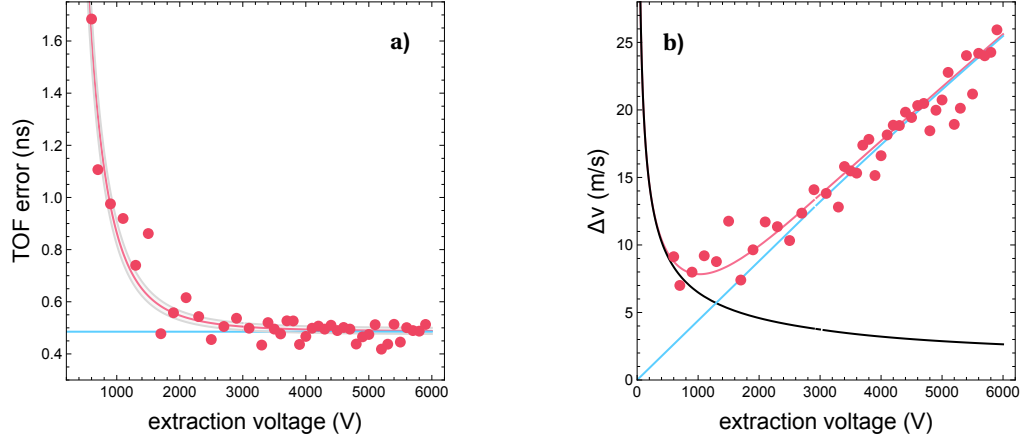 a)
TOF error (ns)
1.6
1.4
1.2
1.0
0.8
0.6
0.4
1000 2000 3000 4000 5000 6000
extraction voltage (V)
b)
Δv (m/s)
25
20
15
10
5
0
0 1000 2000 3000 4000 5000 6000
extraction voltage (V)